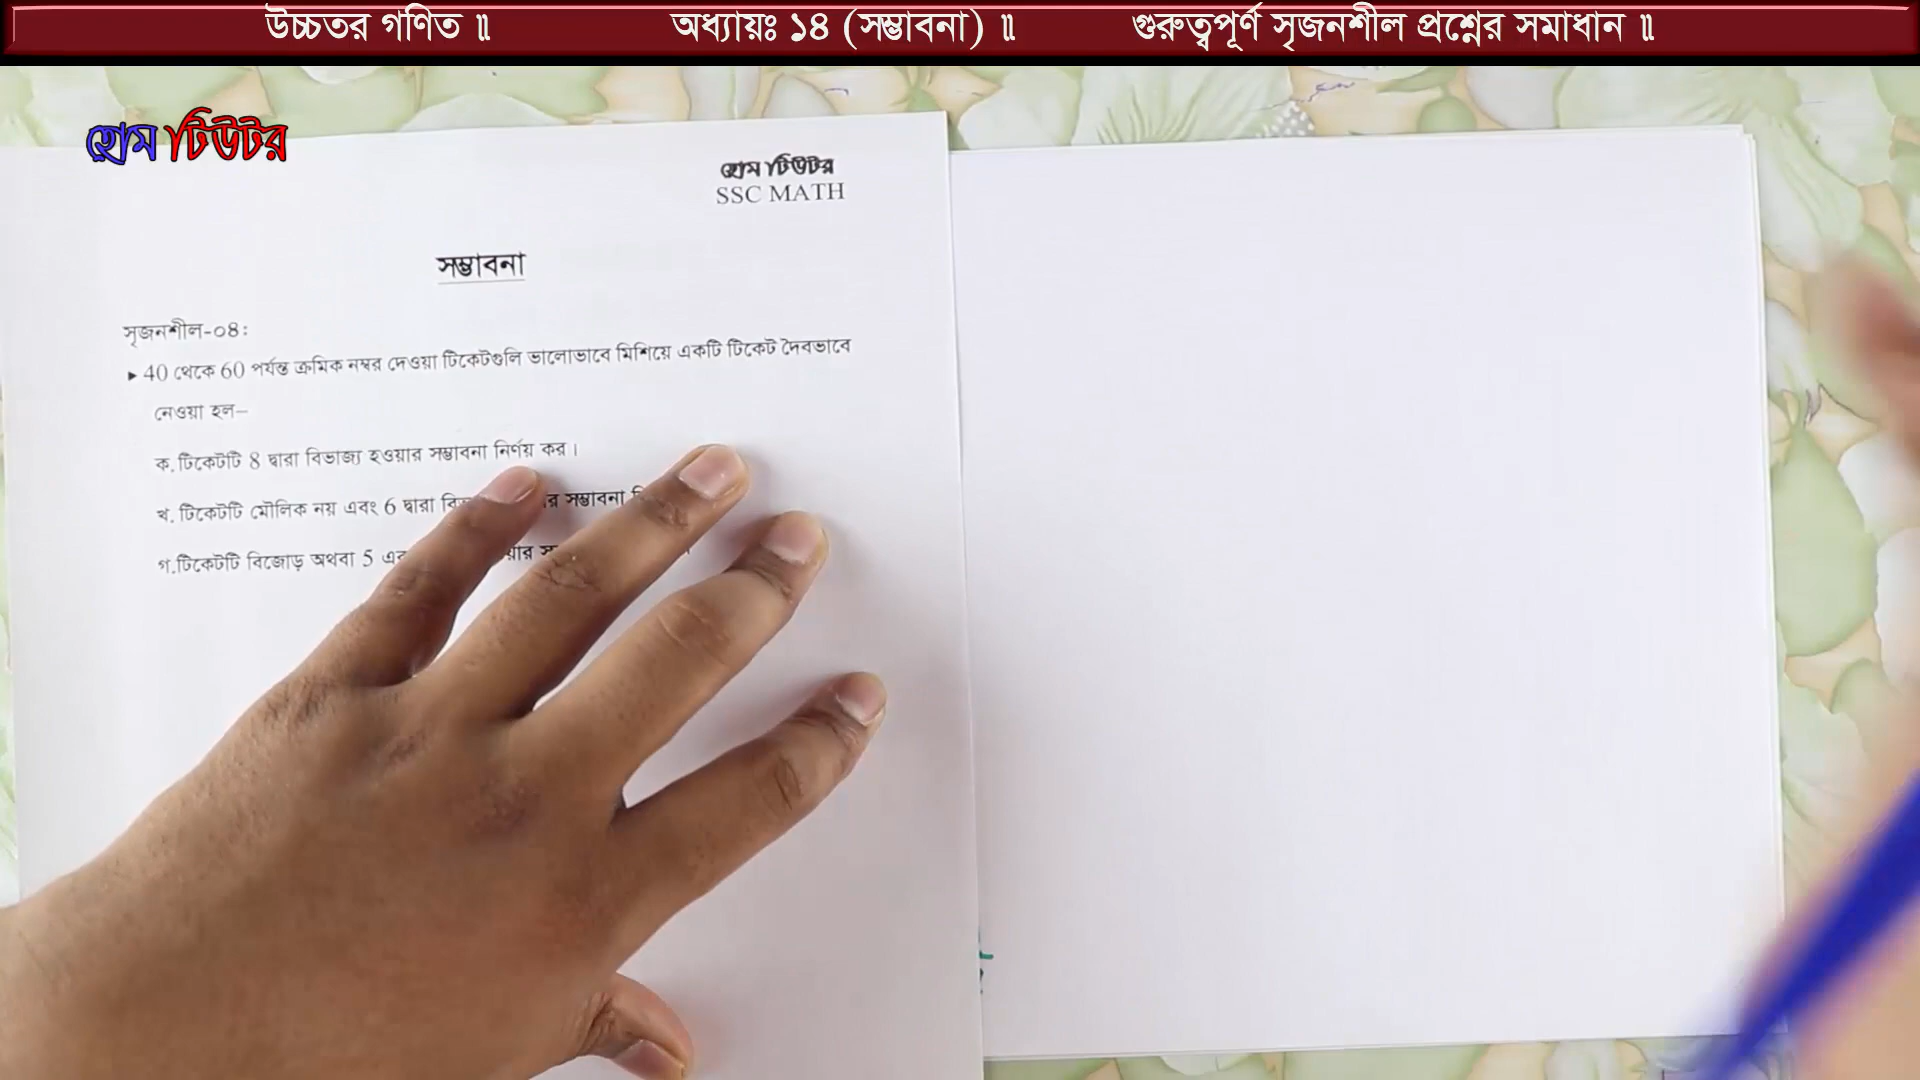 উচ্চতর গণিত ॥ অধ্যায়ঃ ১৪ (সম্ভাবনা) ॥ গুরুত্বপূর্ণ সৃজনশীল প্রশ্নের সমাধান ॥
হোম টিউটর
হোম টিউটর
SSC MATH
সম্ভাবনা
সৃজনশীল-০৪:
▸ 40 থেকে 60 পর্যন্ত ক্রমিক নম্বর দেওয়া টিকেটগুলি ভালোভাবে মিশিয়ে একটি টিকেট দৈবভাবে
নেওয়া হল–
ক. টিকেটটি 8 দ্বারা বিভাজ্য হওয়ার সম্ভাবনা নির্ণয় কর।
খ. টিকেটটি মৌলিক নয় এবং 6 দ্বারা সম্ভাবনা
গ.টিকেটটি বিজোড় অথবা 5